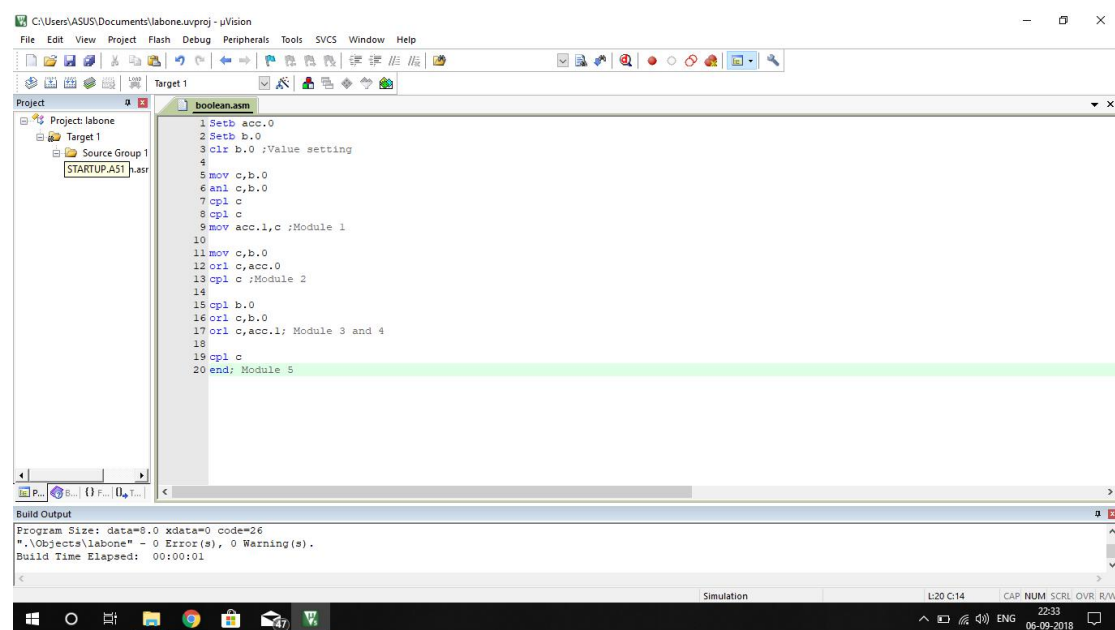 C:\Users\ASUS\Documents\labone.uvproj - µVision
File Edit View Project Flash Debug Peripherals Tools SVCS Window Help
Target 1
Project
boolean.asm
Project: labone
Target 1
Source Group 1
STARTUP.A51
1 Setb acc.0
2 Setb b.0
3 clr b.0 ;Value setting
4
5 mov c,b.0
6 anl c,b.0
7 cpl c
8 cpl c
9 mov acc.1,c ;Module 1
10
11 mov c,b.0
12 orl c,acc.0
13 cpl c ;Module 2
14
15 cpl b.0
16 orl c,b.0
17 orl c,acc.1; Module 3 and 4
18
19 cpl c
20 end; Module 5
P... B... {} F... 0 T...
Build Output
Program Size: data=8.0 xdata=0 code=26
".\Objects\labone" - 0 Error(s), 0 Warning(s).
Build Time Elapsed: 00:00:01
Simulation L:20 C:14 CAP NUM SCRL OVR R/W
47 ENG 22:33
06-09-2018